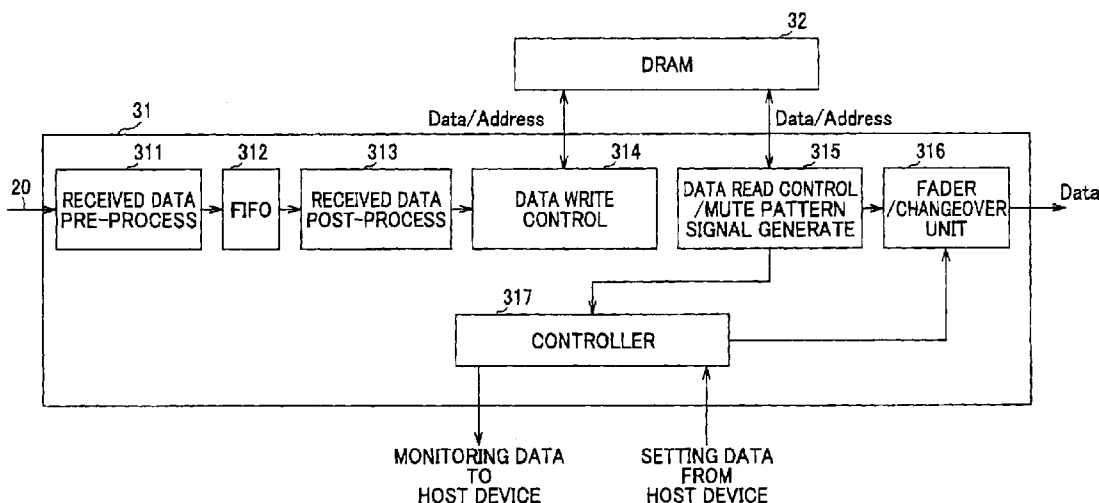 32
DRAM
31
Data/Address
Data/Address
311
312
313
314
315
316
20
RECEIVED DATA
PRE-PROCESS
FIFO
RECEIVED DATA
POST-PROCESS
DATA WRITE
CONTROL
DATA READ CONTROL
/MUTE PATTERN
SIGNAL GENERATE
FADER
/CHANGEOVER
UNIT
Data
317
CONTROLLER
MONITORING DATA
TO
HOST DEVICE
SETTING DATA
FROM
HOST DEVICE